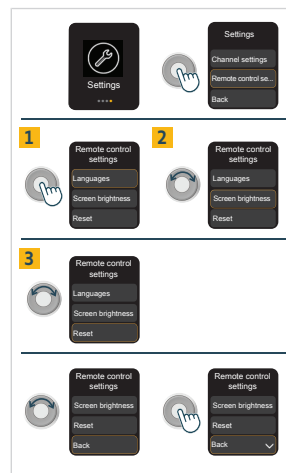 Settings
Settings
Channel settings
Remote control se...
Back
1
Remote control
settings
Languages
Screen brightness
Reset
2
Remote control
settings
Languages
Screen brightness
Reset
3
Remote control
settings
Languages
Screen brightness
Reset
Remote control
settings
Screen brightness
Reset
Back
Remote control
settings
Screen brightness
Reset
Back